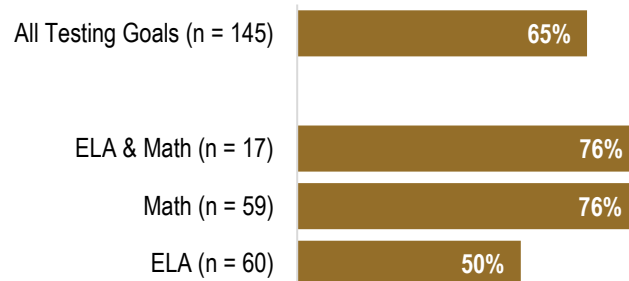 All Testing Goals (n = 145) 65%
ELA & Math (n = 17) 76%
Math (n = 59) 76%
ELA (n = 60) 50%